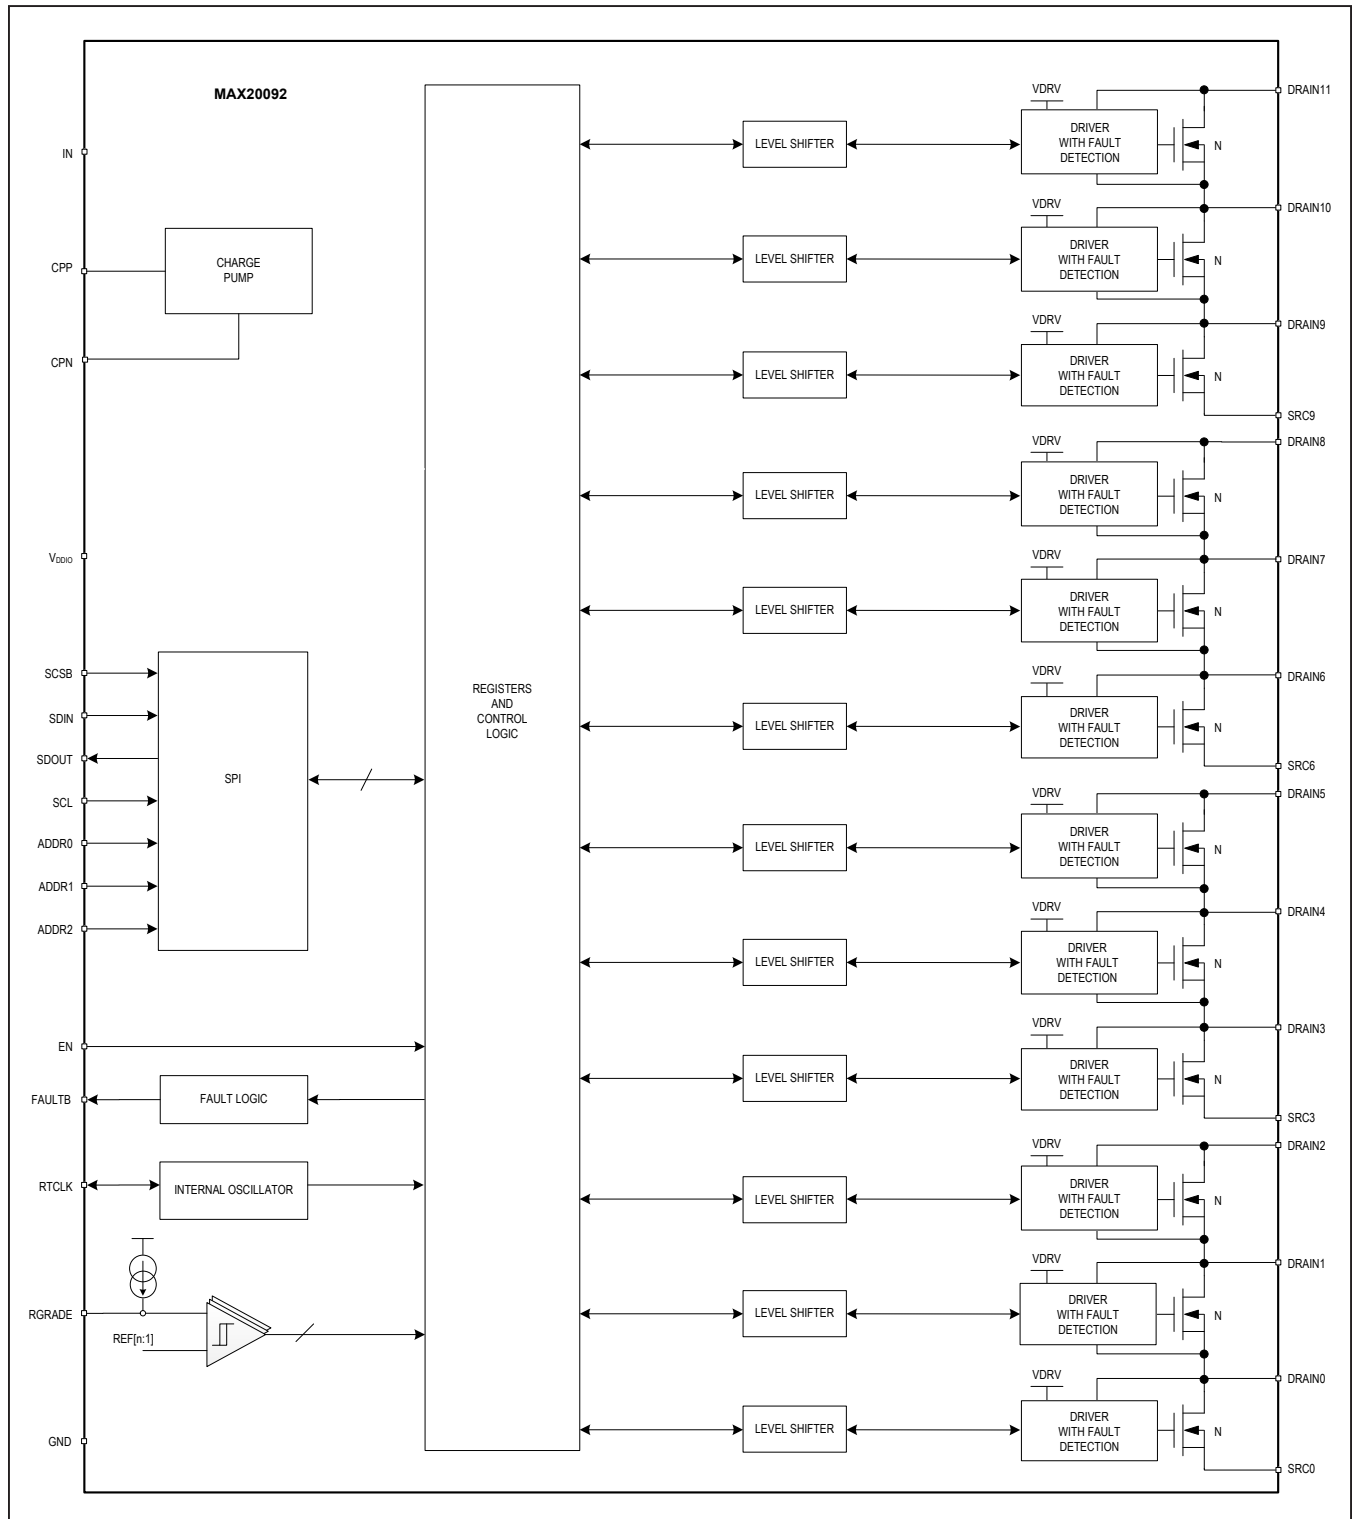 MAX20092
IN
CPP
CHARGE
PUMP
CPN
V_DDIO
SCSB
SDIN
SDOUT
SCL
ADDR0
ADDR1
ADDR2
SPI
EN
FAULTB
FAULT LOGIC
RTCLK
INTERNAL OSCILLATOR
RGRADE
REF[n:1]
GND
REGISTERS
AND
CONTROL
LOGIC
LEVEL SHIFTER
VDRV
DRIVER
WITH FAULT
DETECTION
N
DRAIN11
LEVEL SHIFTER
VDRV
DRIVER
WITH FAULT
DETECTION
N
DRAIN10
LEVEL SHIFTER
VDRV
DRIVER
WITH FAULT
DETECTION
N
DRAIN9
SRC9
LEVEL SHIFTER
VDRV
DRIVER
WITH FAULT
DETECTION
N
DRAIN8
LEVEL SHIFTER
VDRV
DRIVER
WITH FAULT
DETECTION
N
DRAIN7
LEVEL SHIFTER
VDRV
DRIVER
WITH FAULT
DETECTION
N
DRAIN6
SRC6
LEVEL SHIFTER
VDRV
DRIVER
WITH FAULT
DETECTION
N
DRAIN5
LEVEL SHIFTER
VDRV
DRIVER
WITH FAULT
DETECTION
N
DRAIN4
LEVEL SHIFTER
VDRV
DRIVER
WITH FAULT
DETECTION
N
DRAIN3
SRC3
LEVEL SHIFTER
VDRV
DRIVER
WITH FAULT
DETECTION
N
DRAIN2
LEVEL SHIFTER
VDRV
DRIVER
WITH FAULT
DETECTION
N
DRAIN1
LEVEL SHIFTER
VDRV
DRIVER
WITH FAULT
DETECTION
N
DRAIN0
SRC0